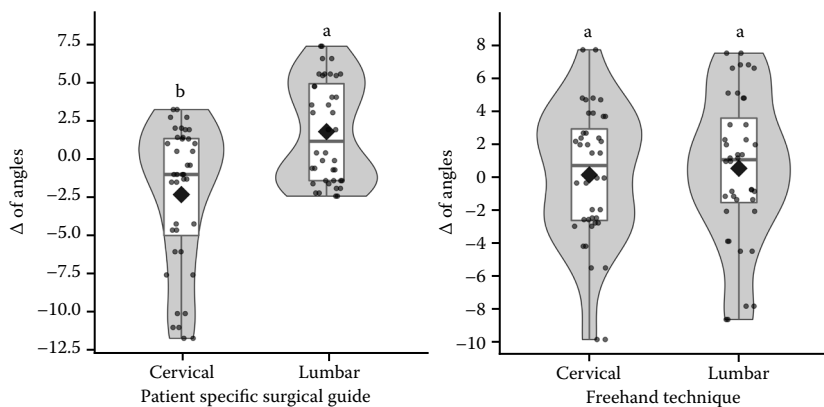 Δ of angles
7.5
5.0
2.5
0.0
−2.5
−5.0
−7.5
−10.0
−12.5
b
a
Cervical
Lumbar
Patient specific surgical guide
Δ of angles
8
6
4
2
0
−2
−4
−6
−8
−10
a
a
Cervical
Lumbar
Freehand technique